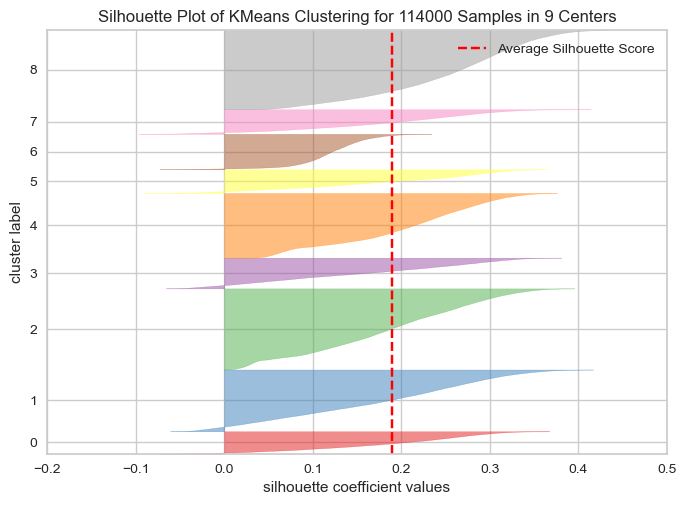 Silhouette Plot of KMeans Clustering for 114000 Samples in 9 Centers
Average Silhouette Score
8
7
6
5
4
3
2
1
0
cluster label
-0.2 -0.1 0.0 0.1 0.2 0.3 0.4 0.5
silhouette coefficient values